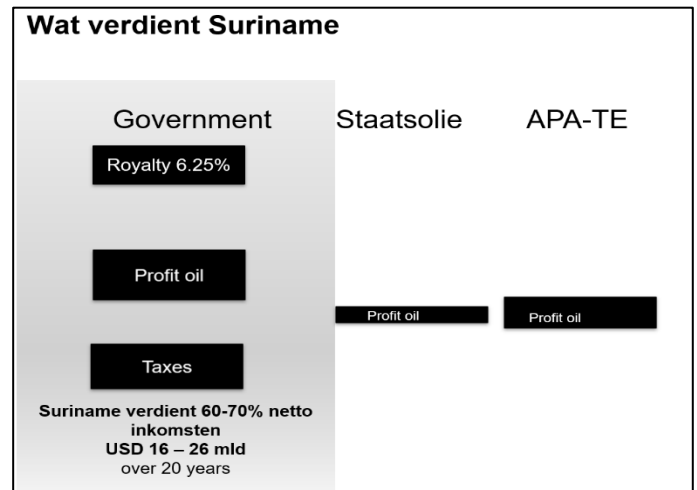 Wat verdient Suriname
Government Staatsolie APA-TE
Royalty 6.25%
Profit oil
Profit oil
Profit oil
Taxes
Suriname verdient 60-70% netto
inkomsten
USD 16 – 26 mld
over 20 years